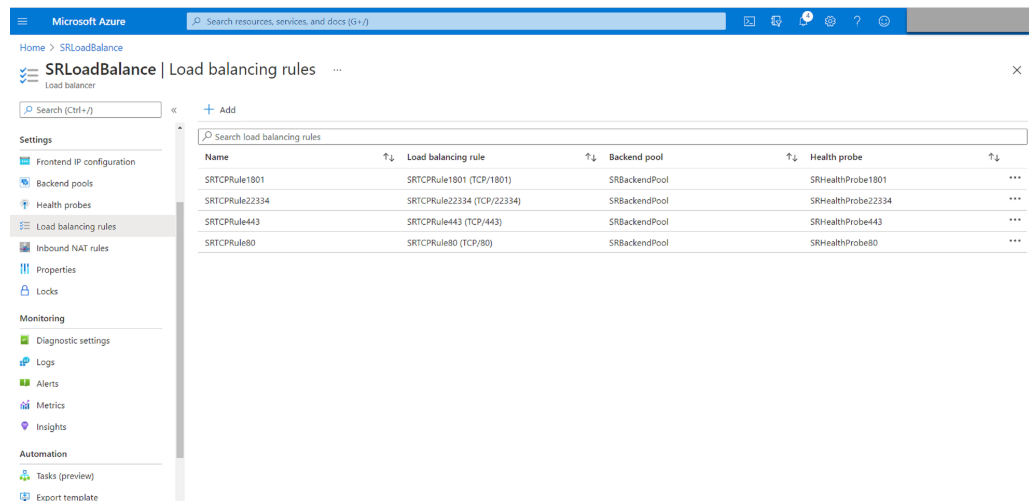 Microsoft Azure
Search resources, services, and docs (G+/)
4
Home > SRLoadBalance
SRLoadBalance | Load balancing rules ...
Load balancer
Search (Ctrl+/)
«
+ Add
Search load balancing rules
Name Load balancing rule Backend pool Health probe
SRTCPRule1801 SRTCPRule1801 (TCP/1801) SRBackendPool SRHealthProbe1801 ...
SRTCPRule22334 SRTCPRule22334 (TCP/22334) SRBackendPool SRHealthProbe22334 ...
SRTCPRule443 SRTCPRule443 (TCP/443) SRBackendPool SRHealthProbe443 ...
SRTCPRule80 SRTCPRule80 (TCP/80) SRBackendPool SRHealthProbe80 ...
Settings
Frontend IP configuration
Backend pools
Health probes
Load balancing rules
Inbound NAT rules
Properties
Locks
Monitoring
Diagnostic settings
Logs
Alerts
Metrics
Insights
Automation
Tasks (preview)
Export template